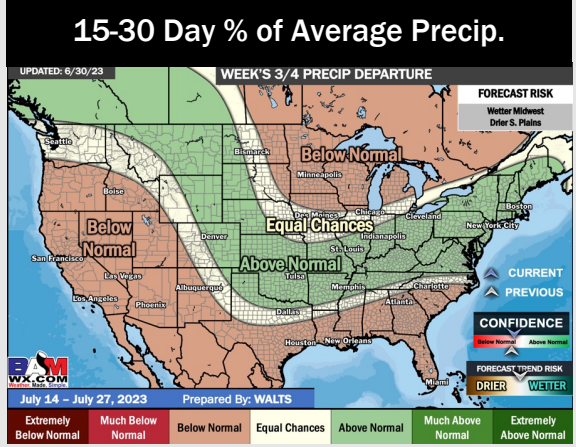 15-30 Day % of Average Precip.
UPDATED: 6/30/23
WEEK'S 3/4 PRECIP DEPARTURE
FORECAST RISK
Wetter Midwest
Drier S. Plains
Seattle
Bismarck
Below Normal
Minneapolis
Boise
Boston
Des Moines
Chicago
Cleveland
New York City
Equal Chances
Indianapolis
Below
Normal
Denver
St. Louis
San Francisco
Above Normal
Tulsa
CURRENT
Las Vegas
Albuquerque
Memphis
Charlotte
PREVIOUS
Los Angeles
Phoenix
Dallas
Atlanta
CONFIDENCE
Below Normal
Above Normal
Houston
New Orleans
FORECAST TREND RISK
DRIER
WETTER
Miami
BAM
WX.COM
Weather. Made. Simple.
July 14 – July 27, 2023
Prepared By: WALTS
Extremely
Below Normal
Much Below
Normal
Below Normal
Equal Chances
Above Normal
Much Above
Normal
Extremely
Above Normal